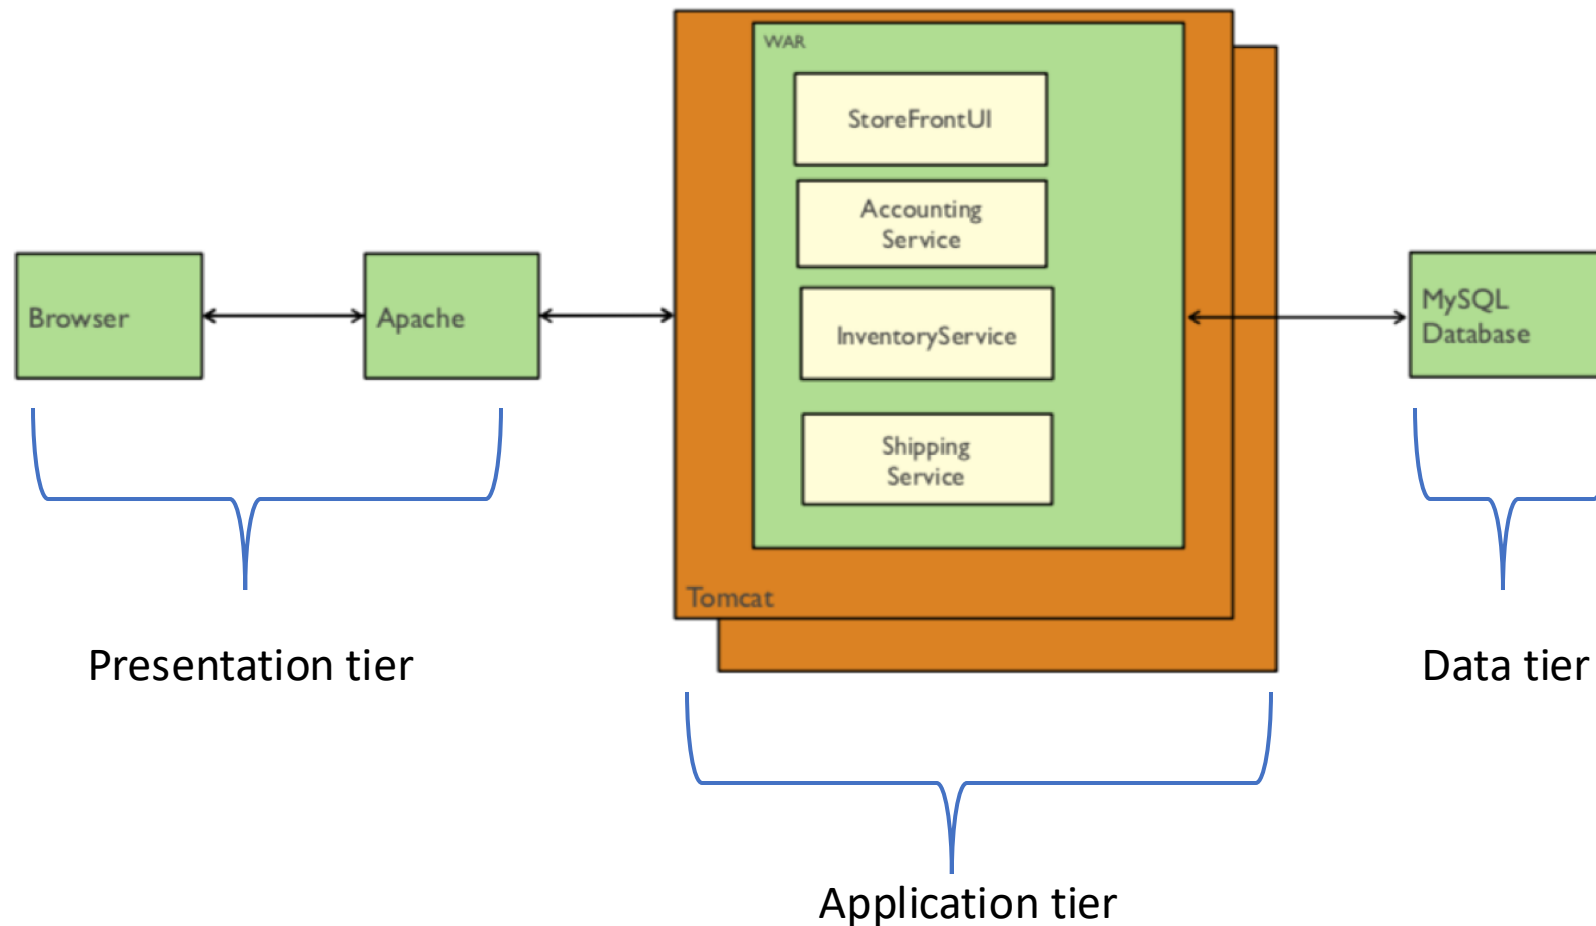 WAR
StoreFrontUI
Accounting
Service
Browser
Apache
InventoryService
MySQL
Database
Shipping
Service
Tomcat
Presentation tier
Data tier
Application tier